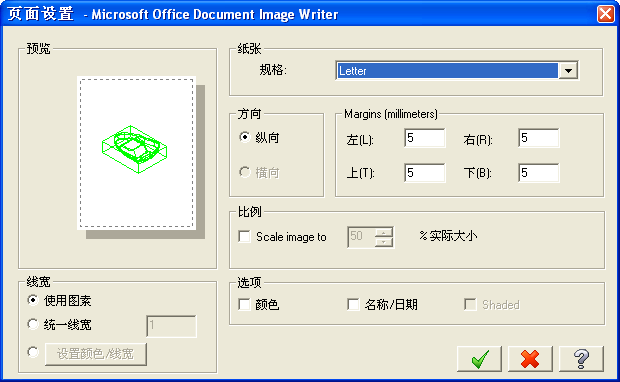 页面设置 - Microsoft Office Document Image Writer
预览
纸张
规格: Letter
方向
纵向
横向
Margins (millimeters)
左(L): 5 右(R): 5
上(T): 5 下(B): 5
比例
Scale image to 50 % 实际大小
线宽
使用图素
统一线宽 1
设置颜色/线宽
选项
颜色 名称/日期 Shaded